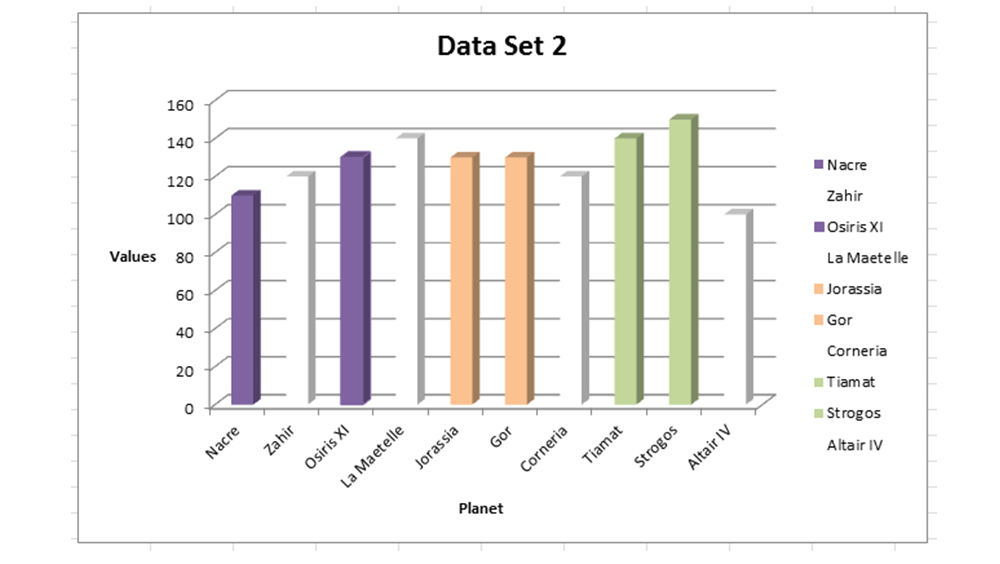 Data Set 2
160
140
120
100
80
60
40
20
0
Values
Nacre
Zahir
Osiris XI
La Maetelle
Jorassia
Gor
Corneria
Tiamat
Strogos
Altair IV
Planet
Nacre
Zahir
Osiris XI
La Maetelle
Jorassia
Gor
Corneria
Tiamat
Strogos
Altair IV